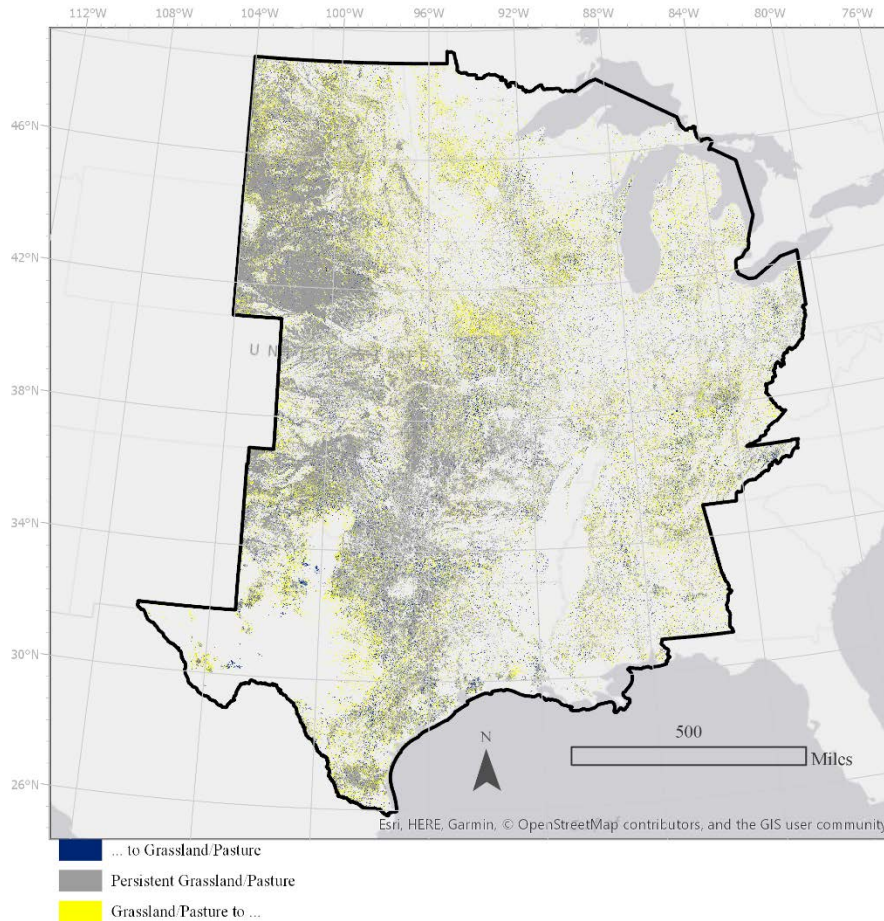 112°W 108°W 104°W 100°W 96°W 92°W 88°W 84°W 80°W 76°W
46°N
42°N
38°N
34°N
30°N
26°N
N
500
Miles
Esri, HERE, Garmin, © OpenStreetMap contributors, and the GIS user community
... to Grassland/Pasture
Persistent Grassland/Pasture
Grassland/Pasture to ...